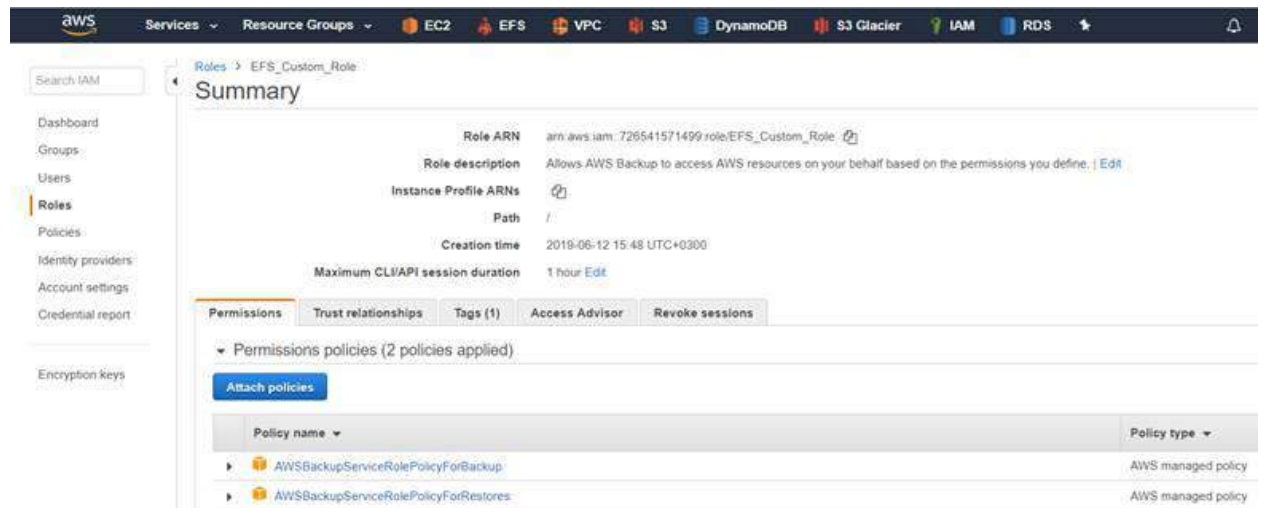 aws Services Resource Groups EC2 EFS VPC S3 DynamoDB S3 Glacier IAM RDS
Search IAM
Roles > EFS_Custom_Role
Summary
Dashboard
Groups
Users
Roles
Policies
Identity providers
Account settings
Credential report
Encryption keys
Role ARN arn:aws:iam::726541571499:role/EFS_Custom_Role
Role description Allows AWS Backup to access AWS resources on your behalf based on the permissions you define. | Edit
Instance Profile ARNs
Path /
Creation time 2019-06-12 15:48 UTC+0300
Maximum CLI/API session duration 1 hour Edit
Permissions Trust relationships Tags (1) Access Advisor Revoke sessions
Permissions policies (2 policies applied)
Attach policies
Policy name Policy type
AWSBackupServiceRolePolicyForBackup AWS managed policy
AWSBackupServiceRolePolicyForRestores AWS managed policy